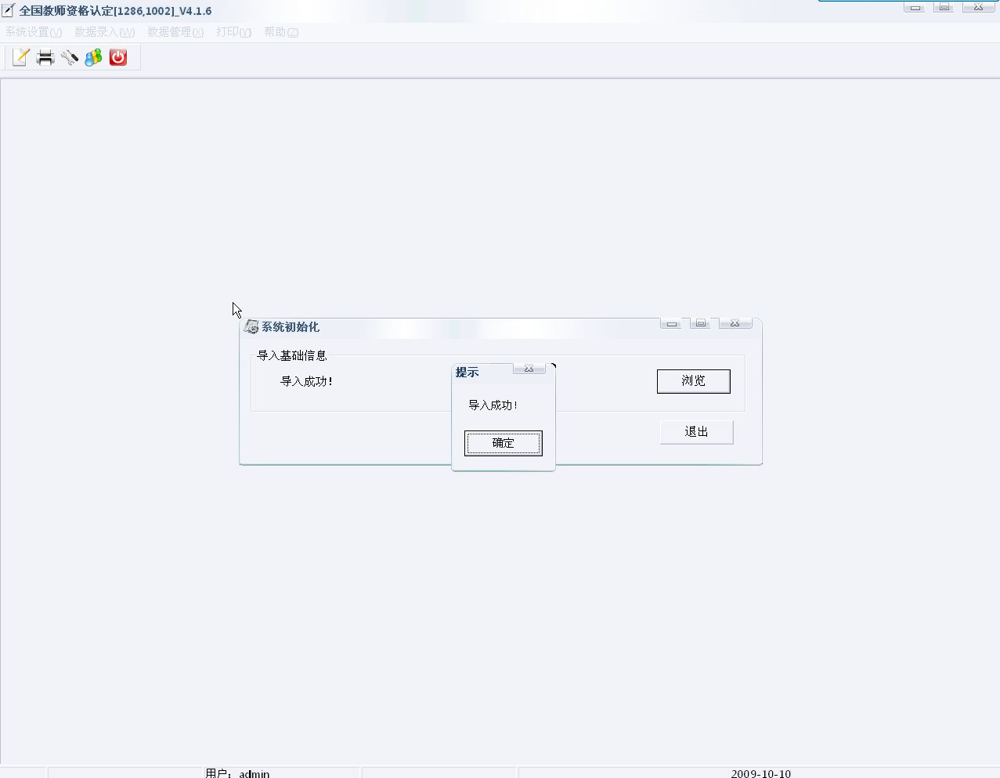 全国教师资格认定[1286,1002]_V4.1.6
系统设置(V) 数据录入(W) 数据管理(X) 打印(Y) 帮助(Z)
系统初始化
导入基础信息
导入成功!
浏览
退出
提示
导入成功!
确定
用户: admin
2009-10-10